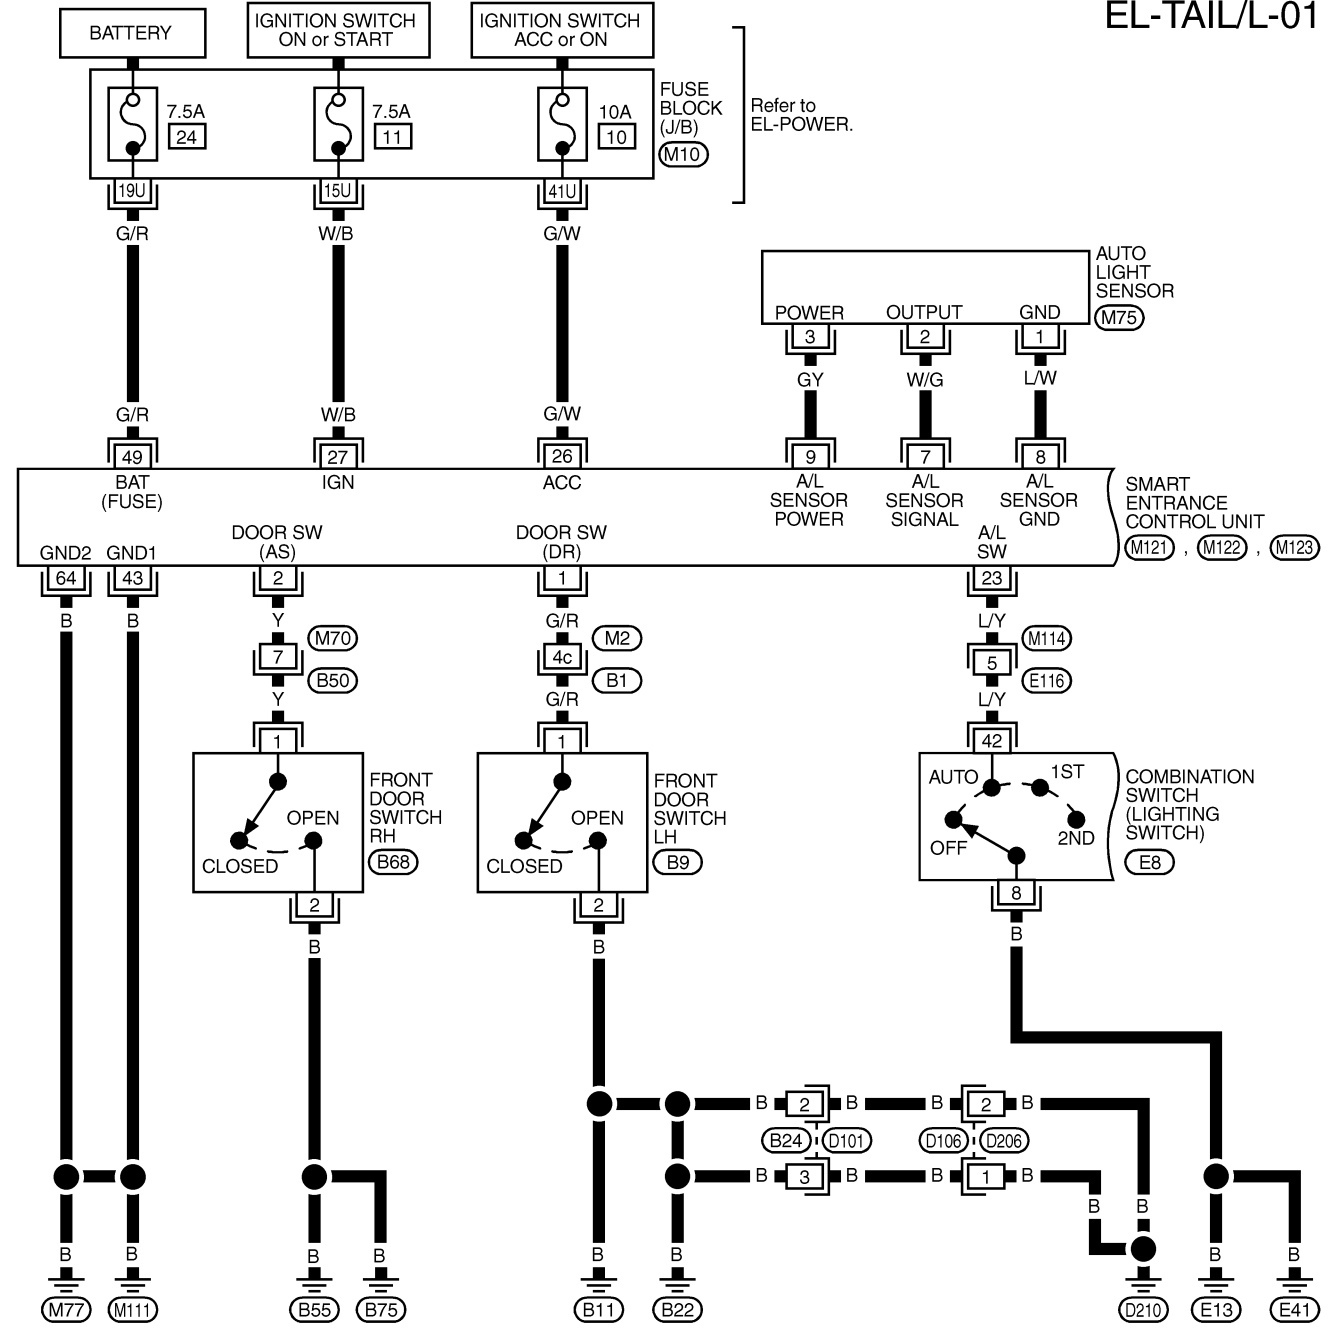 EL-TAIL/L-01
BATTERY
IGNITION SWITCH
ON or START
IGNITION SWITCH
ACC or ON
7.5A
24
7.5A
11
10A
10
FUSE
BLOCK
(J/B)
M10
Refer to
EL-POWER.
19U
15U
41U
G/R
W/B
G/W
AUTO
LIGHT
SENSOR
M75
POWER
OUTPUT
GND
3
2
1
GY
W/G
L/W
G/R
W/B
G/W
49
27
26
9
7
8
BAT
(FUSE)
IGN
ACC
A/L
SENSOR
POWER
A/L
SENSOR
SIGNAL
A/L
SENSOR
GND
SMART
ENTRANCE
CONTROL UNIT
M121 , M122 , M123
GND2
GND1
DOOR SW
(AS)
DOOR SW
(DR)
A/L
SW
64
43
2
1
23
B
B
Y
G/R
L/Y
7
M70
B50
4c
M2
B1
5
M114
E116
Y
G/R
L/Y
1
1
42
OPEN
CLOSED
FRONT
DOOR
SWITCH
RH
B68
OPEN
CLOSED
FRONT
DOOR
SWITCH
LH
B9
AUTO
1ST
OFF
2ND
COMBINATION
SWITCH
(LIGHTING
SWITCH)
E8
2
2
8
B
B
B
B
2
B
B
2
B
B24
D101
D106
D206
B
3
B
B
1
B
B
B
B
B
B
B
B
B
B
B
M77
M111
B55
B75
B11
B22
D210
E13
E41